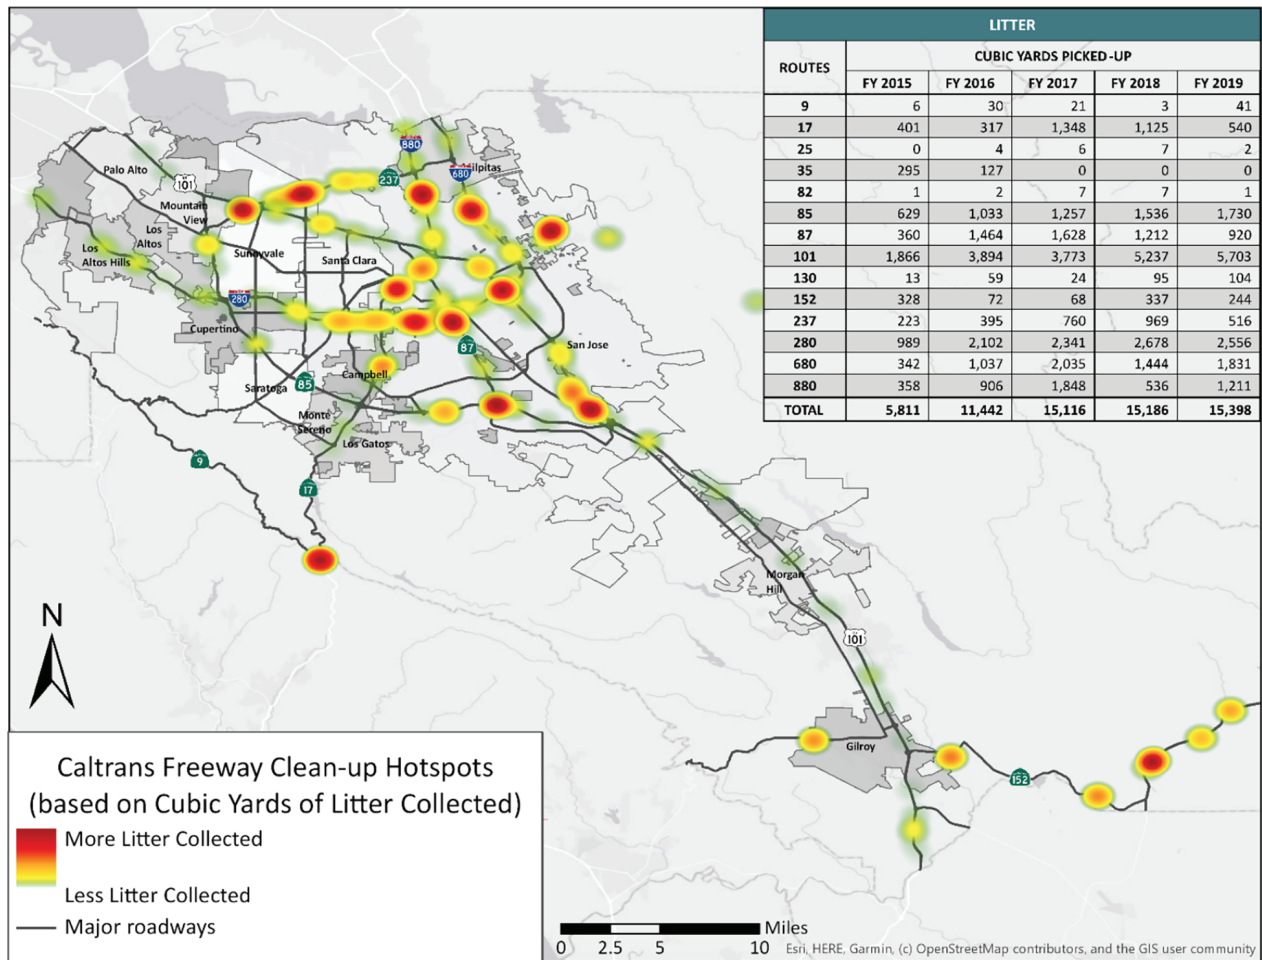 LITTER
ROUTES
CUBIC YARDS PICKED-UP
FY 2015 FY 2016 FY 2017 FY 2018 FY 2019
9 6 30 21 3 41
17 401 317 1,348 1,125 540
25 0 4 6 7 2
35 295 127 0 0 0
82 1 2 7 7 1
85 629 1,033 1,257 1,536 1,730
87 360 1,464 1,628 1,212 920
101 1,866 3,894 3,773 5,237 5,703
130 13 59 24 95 104
152 328 72 68 337 244
237 223 395 760 969 516
280 989 2,102 2,341 2,678 2,556
680 342 1,037 2,035 1,444 1,831
880 358 906 1,848 536 1,211
TOTAL 5,811 11,442 15,116 15,186 15,398
880
Palo Alto
680
Milpitas
101
237
Mountain
View
Los
Altos
Los
Altos Hills
Sunnyvale
Santa Clara
280
Cupertino
87
San Jose
Campbell
85
Saratoga
Monte
Sereno
Los Gatos
9
17
Morgan
Hill
101
Gilroy
152
N
Caltrans Freeway Clean-up Hotspots
(based on Cubic Yards of Litter Collected)
More Litter Collected
Less Litter Collected
Major roadways
Miles
0 2.5 5 10
Esri, HERE, Garmin, (c) OpenStreetMap contributors, and the GIS user community